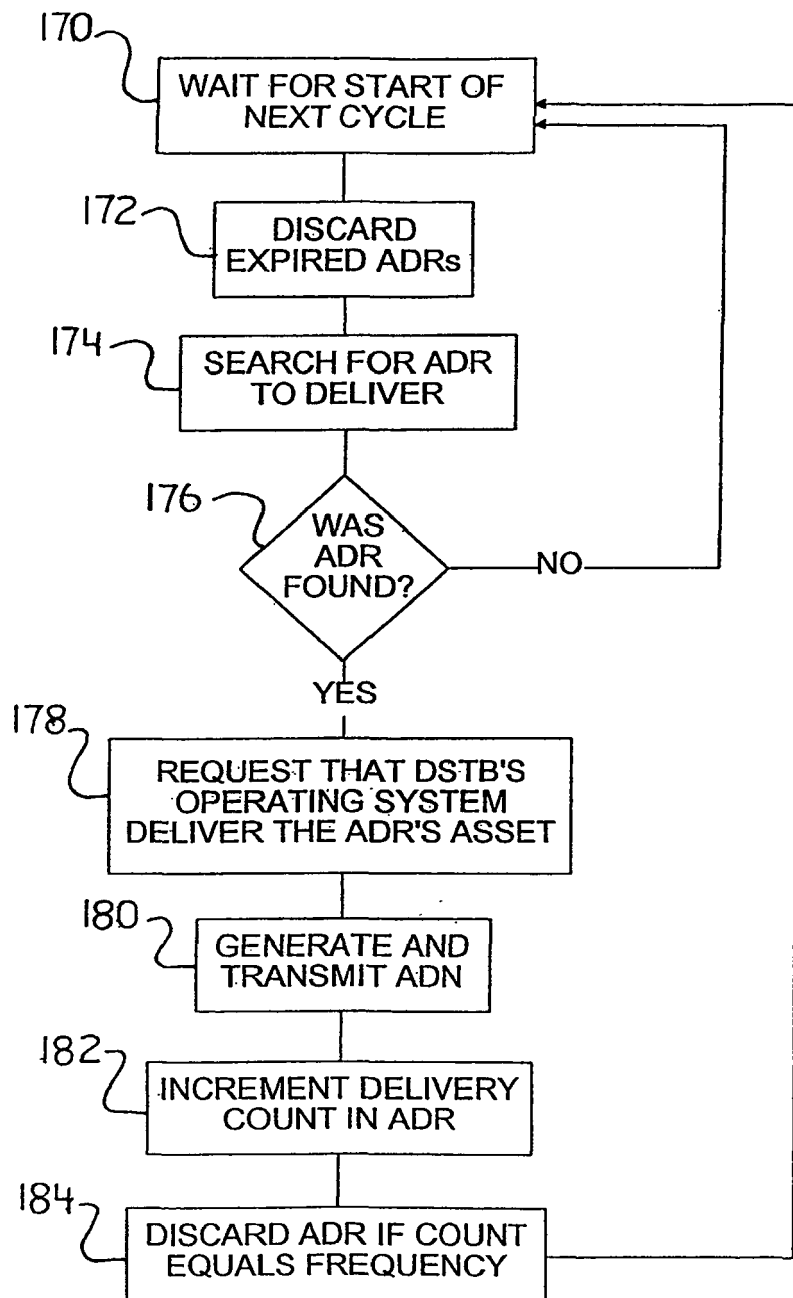 170
WAIT FOR START OF
NEXT CYCLE
172
DISCARD
EXPIRED ADRs
174
SEARCH FOR ADR
TO DELIVER
176
WAS
ADR
FOUND?
NO
YES
178
REQUEST THAT DSTB'S
OPERATING SYSTEM
DELIVER THE ADR'S ASSET
180
GENERATE AND
TRANSMIT ADN
182
INCREMENT DELIVERY
COUNT IN ADR
184
DISCARD ADR IF COUNT
EQUALS FREQUENCY